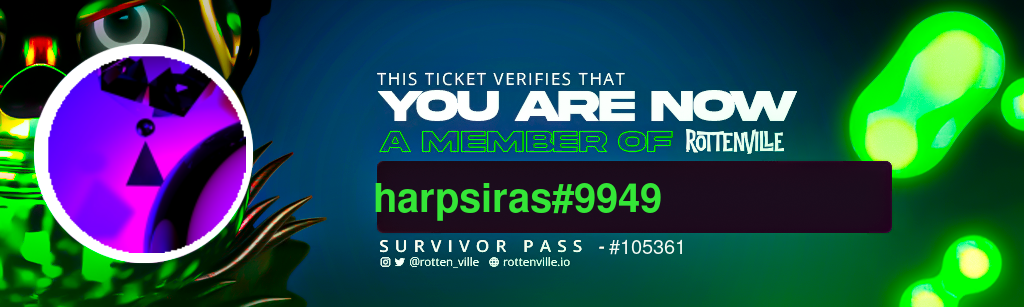 THIS TICKET VERIFIES THAT
YOU ARE NOW
A MEMBER OF ROTTENVILLE
harpsiras#9949
SURVIVOR PASS - #105361
@rotten_ville rottenville.io